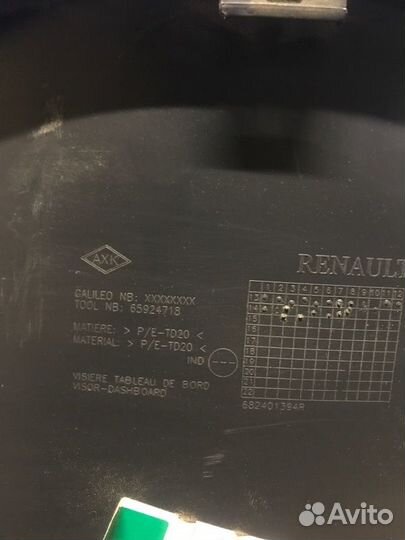 AXK
RENAULT
GALILEO NB: XXXXXXXX
TOOL NB: 65924718
MATIERE: > P/E-TD20 <
MATERIAL: > P/E-TD20 <
IND --
VISIERE TABLEAU DE BORD
VISOR-DASHBOARD
1 2 3 4 5 6 7 8 9 10 11 12
13
14
15
16
17
18
19
20
21
22
682401394R
Avito